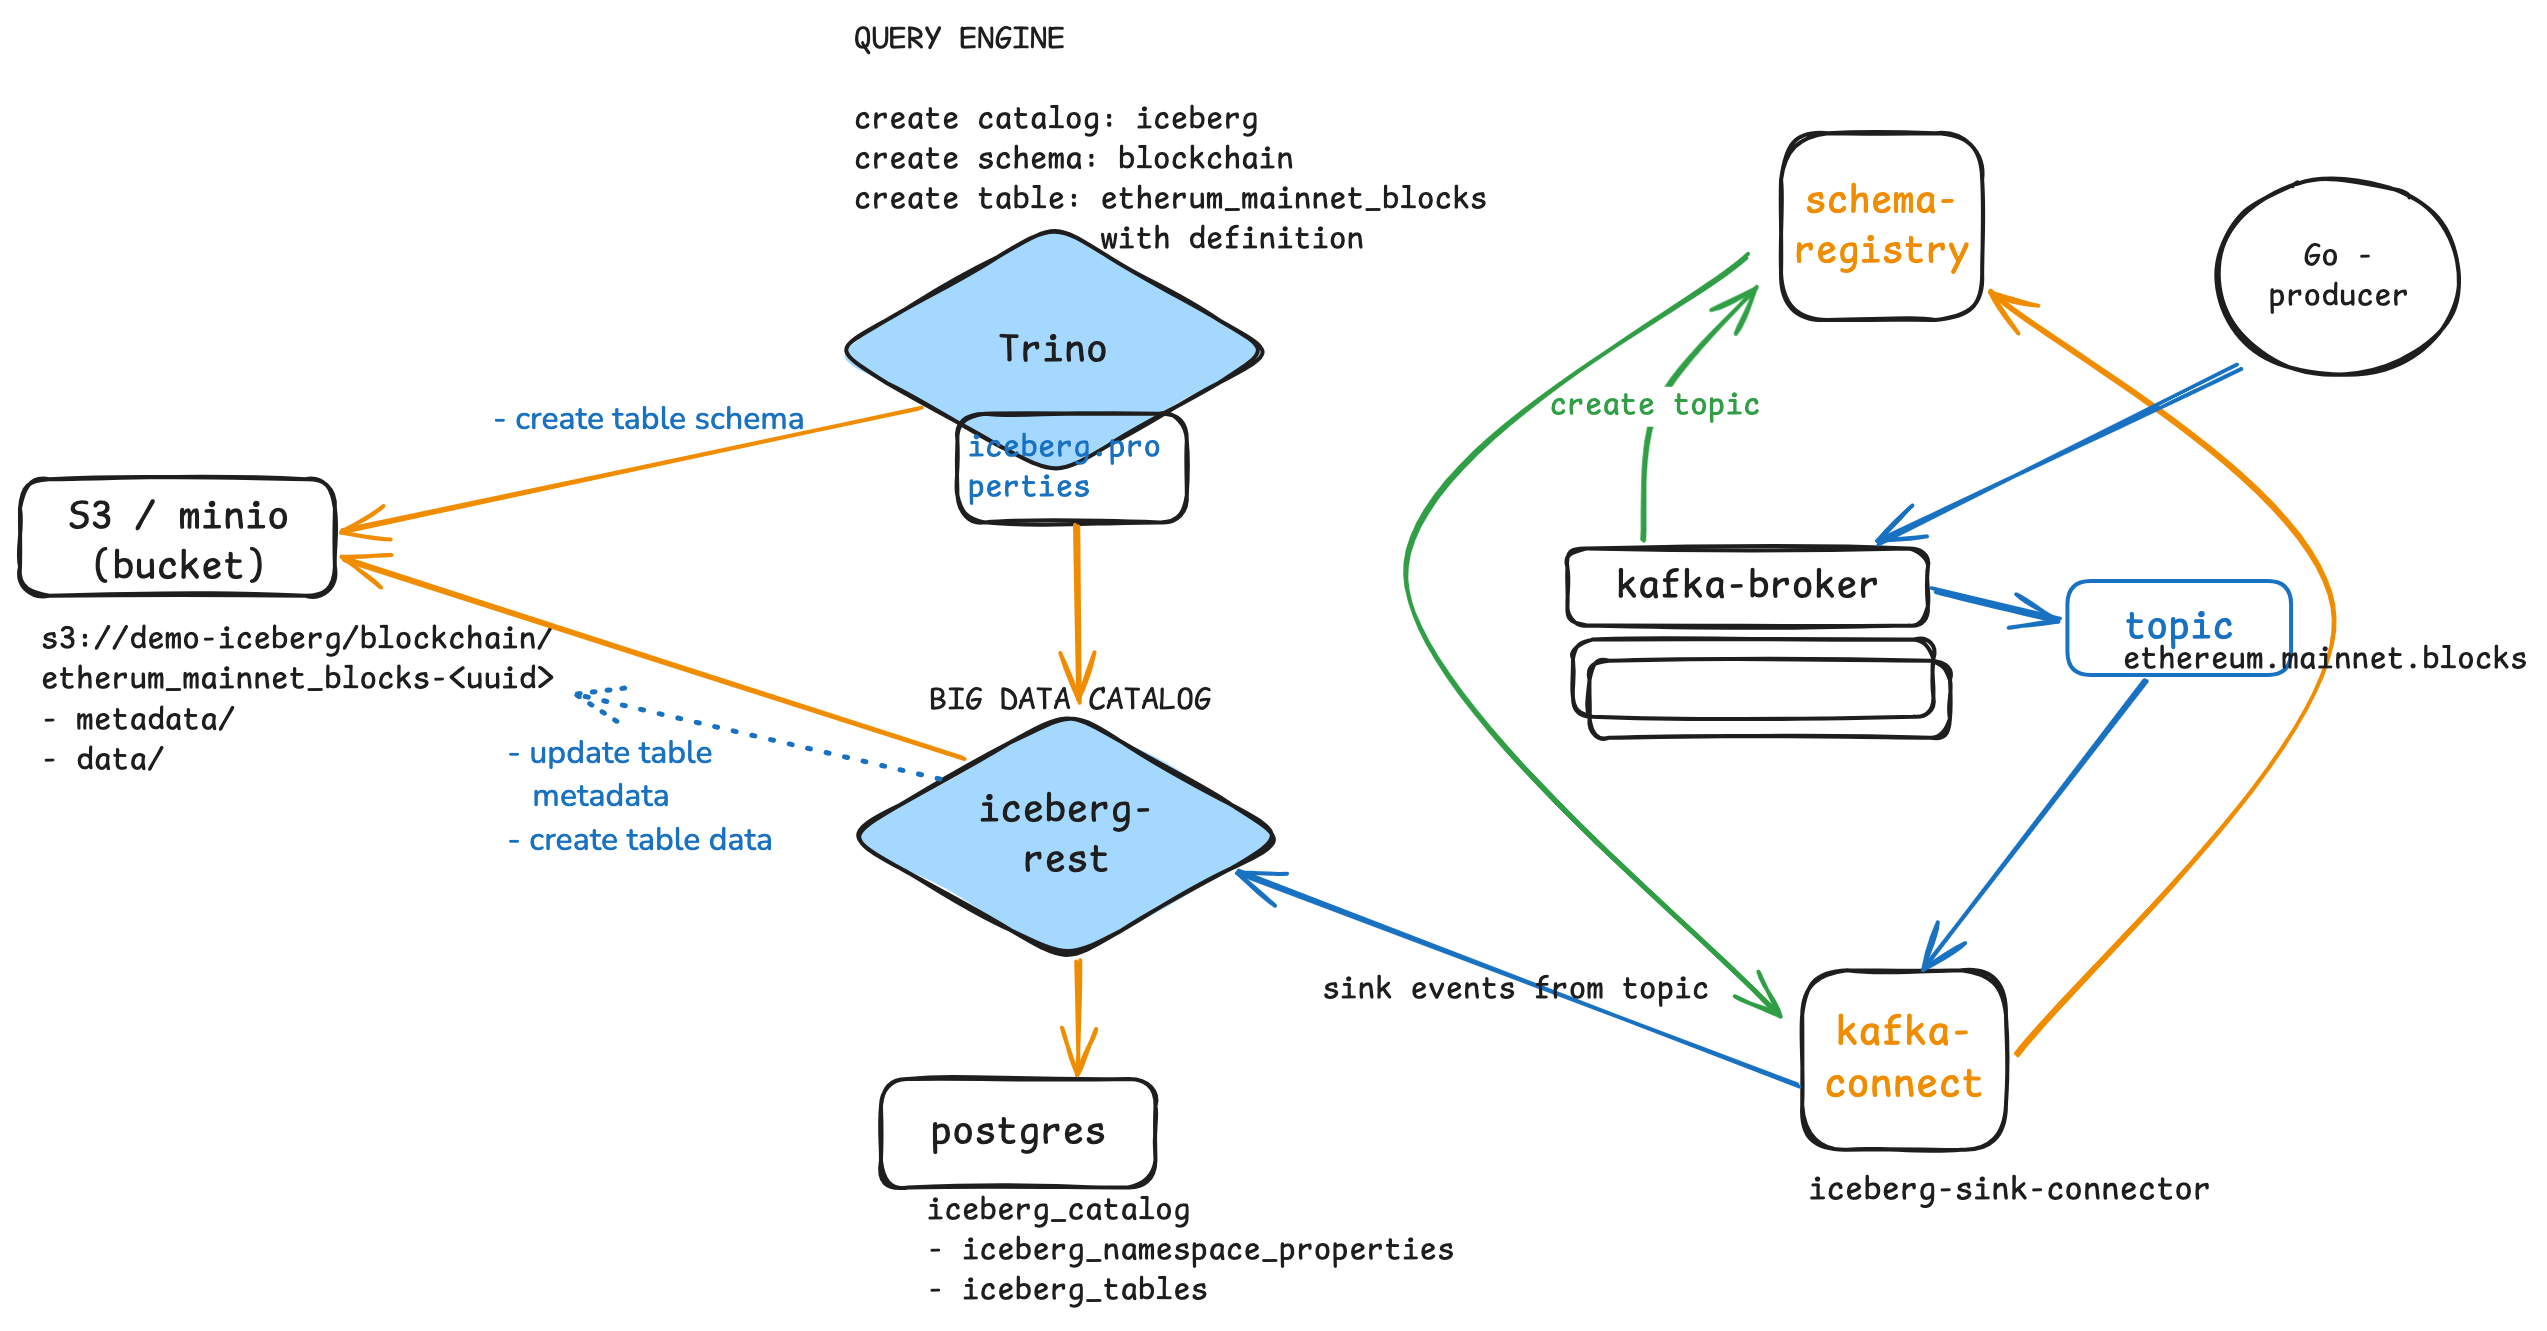 QUERY ENGINE
create catalog: iceberg
create schema: blockchain
create table: etherum_mainnet_blocks
with definition
Trino
iceberg.pro
perties
- create table schema
S3 / minio
(bucket)
s3://demo-iceberg/blockchain/
etherum_mainnet_blocks-<uuid>
- metadata/
- data/
- update table
metadata
- create table data
BIG DATA CATALOG
iceberg-
rest
postgres
iceberg_catalog
- iceberg_namespace_properties
- iceberg_tables
schema-
registry
Go -
producer
create topic
kafka-broker
topic
ethereum.mainnet.blocks
sink events from topic
kafka-
connect
iceberg-sink-connector